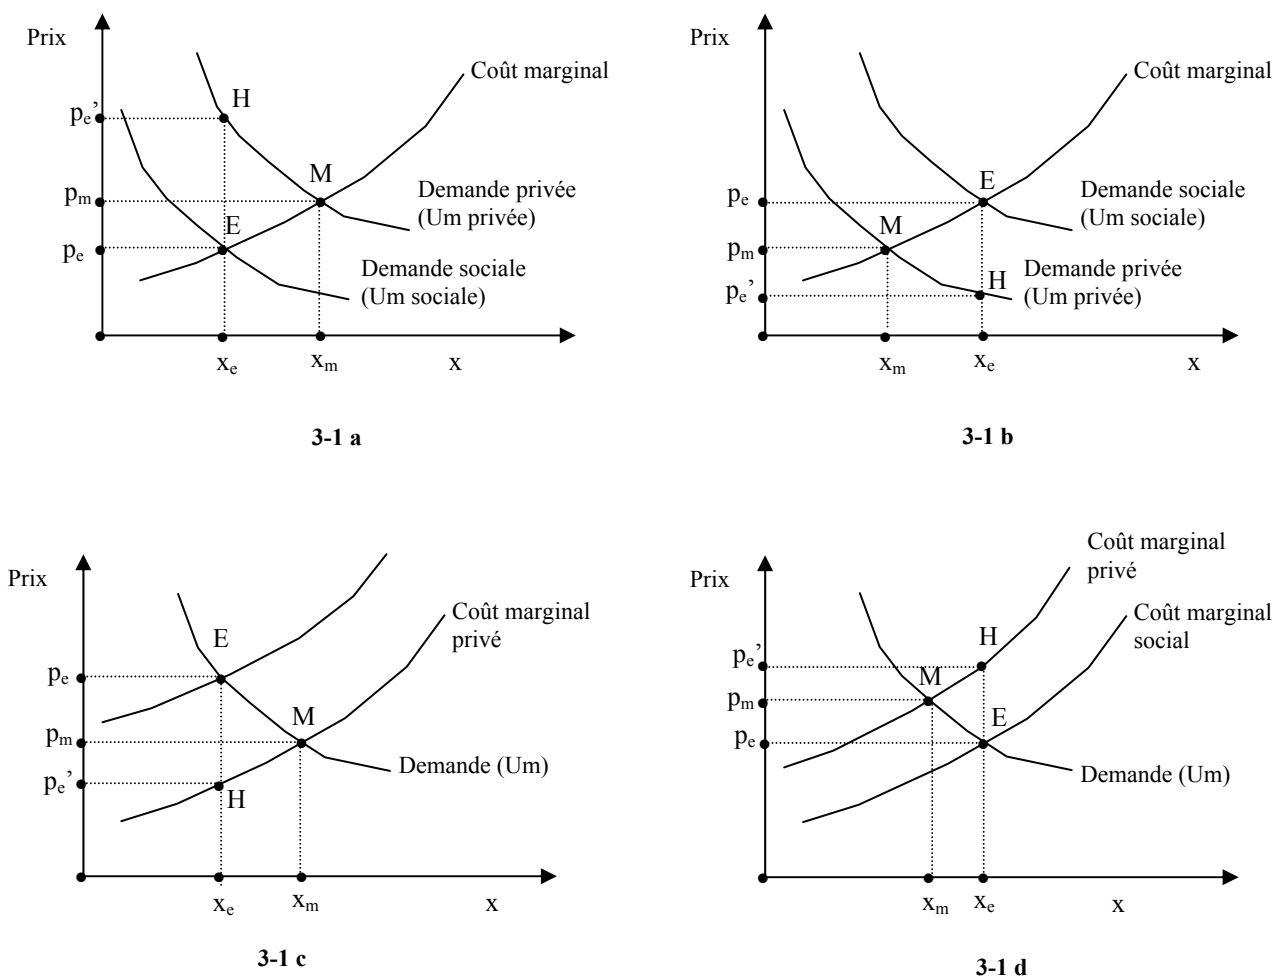 Prix
Coût marginal
H
pe’
M
Demande privée
(Um privée)
pm
E
pe
Demande sociale
(Um sociale)
xe
xm
x
3-1 a
Prix
Coût marginal
E
Demande sociale
(Um sociale)
pe
M
pm
Demande privée
(Um privée)
H
pe’
xm
xe
x
3-1 b
Prix
Coût marginal
privé
E
pe
M
pm
Demande (Um)
pe’
H
xe
xm
x
3-1 c
Coût marginal
privé
Prix
Coût marginal
social
H
pe’
M
pm
E
pe
Demande (Um)
xm
xe
x
3-1 d